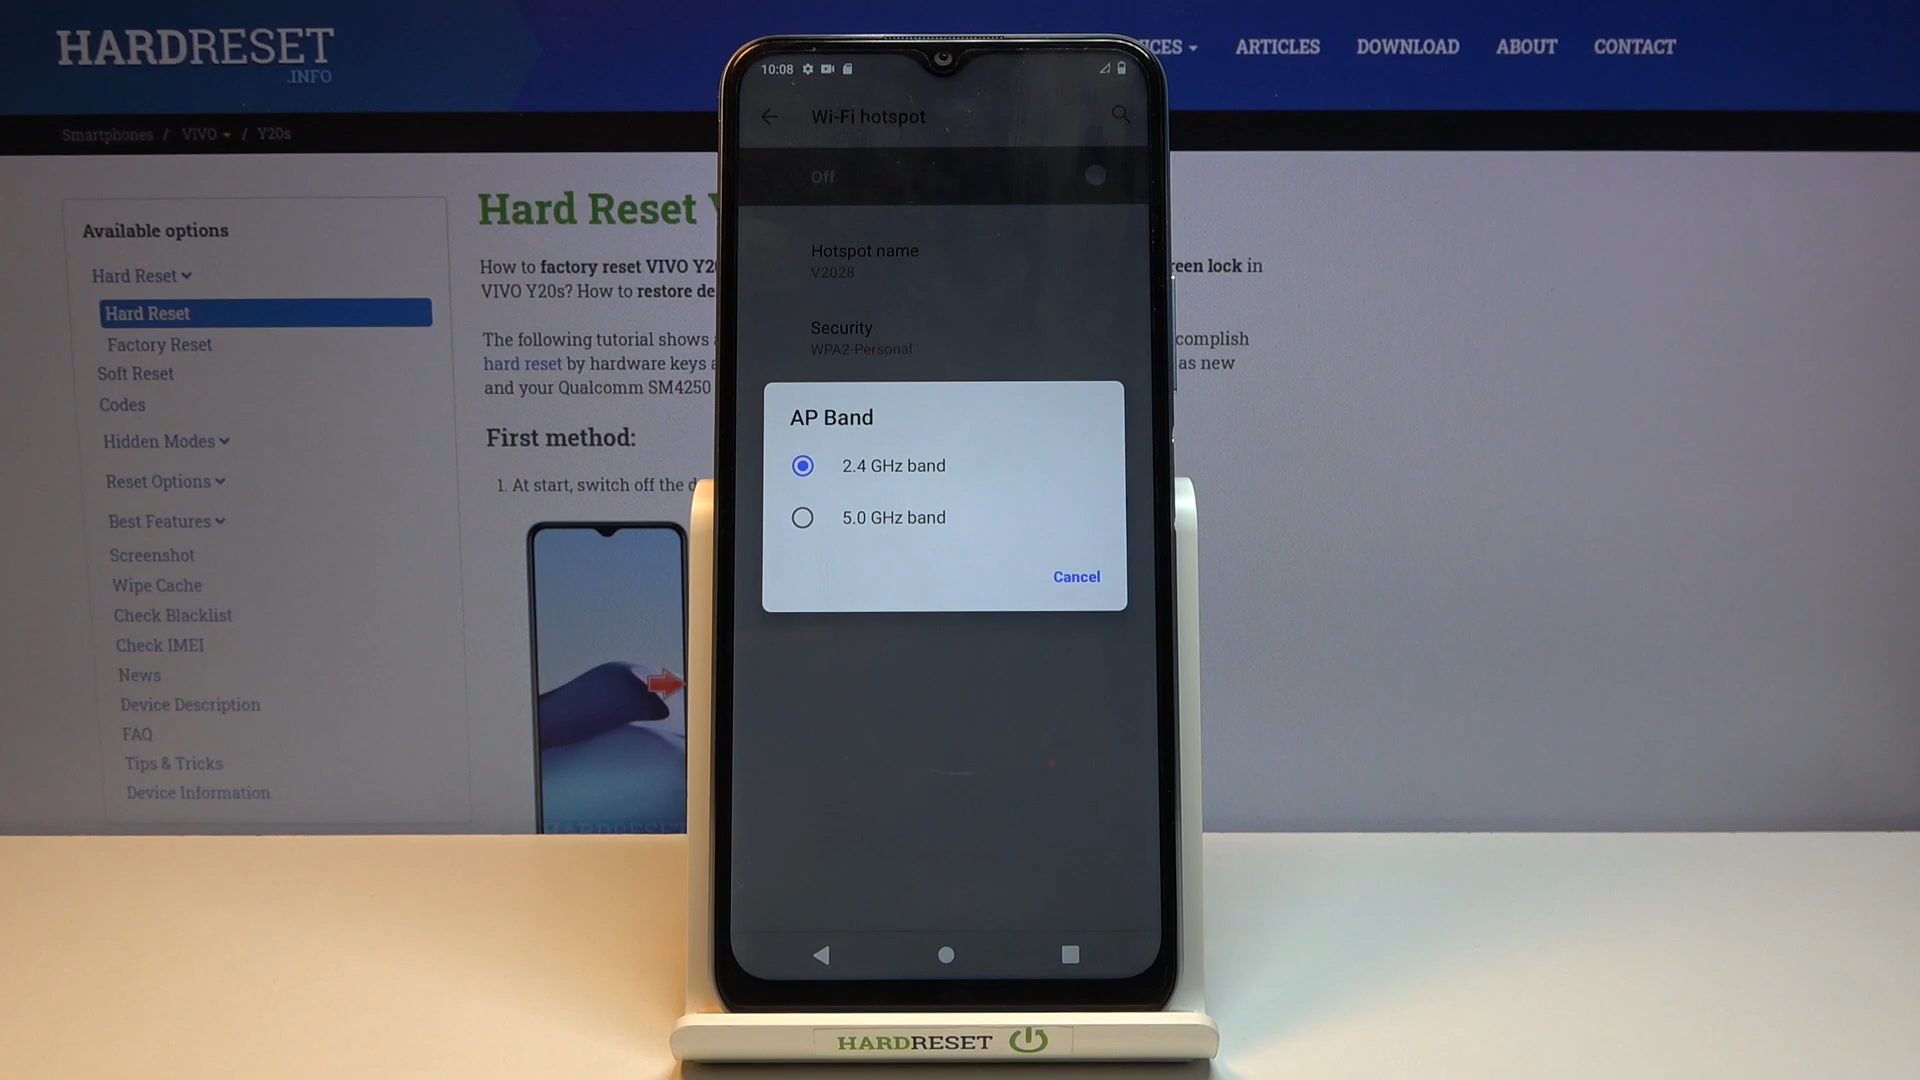 HARDRESET
.INFO
ICES ARTICLES DOWNLOAD ABOUT CONTACT
Smartphones / VIVO / Y20s
Available options
Hard Reset
Hard Reset
Factory Reset
Soft Reset
Codes
Hidden Modes
Reset Options
Best Features
Screenshot
Wipe Cache
Check Blacklist
Check IMEI
News
Device Description
FAQ
Tips & Tricks
Device Information
Hard Reset
How to factory reset VIVO Y20 reen lock in
VIVO Y20s? How to restore de
The following tutorial shows complish
hard reset by hardware keys a as new
and your Qualcomm SM4250
First method:
1. At start, switch off the d
HARDRESET
10:08
Wi-Fi hotspot
Off
Hotspot name
V2028
Security
WPA2-Personal
AP Band
2.4 GHz band
5.0 GHz band
Cancel
HARDRESET